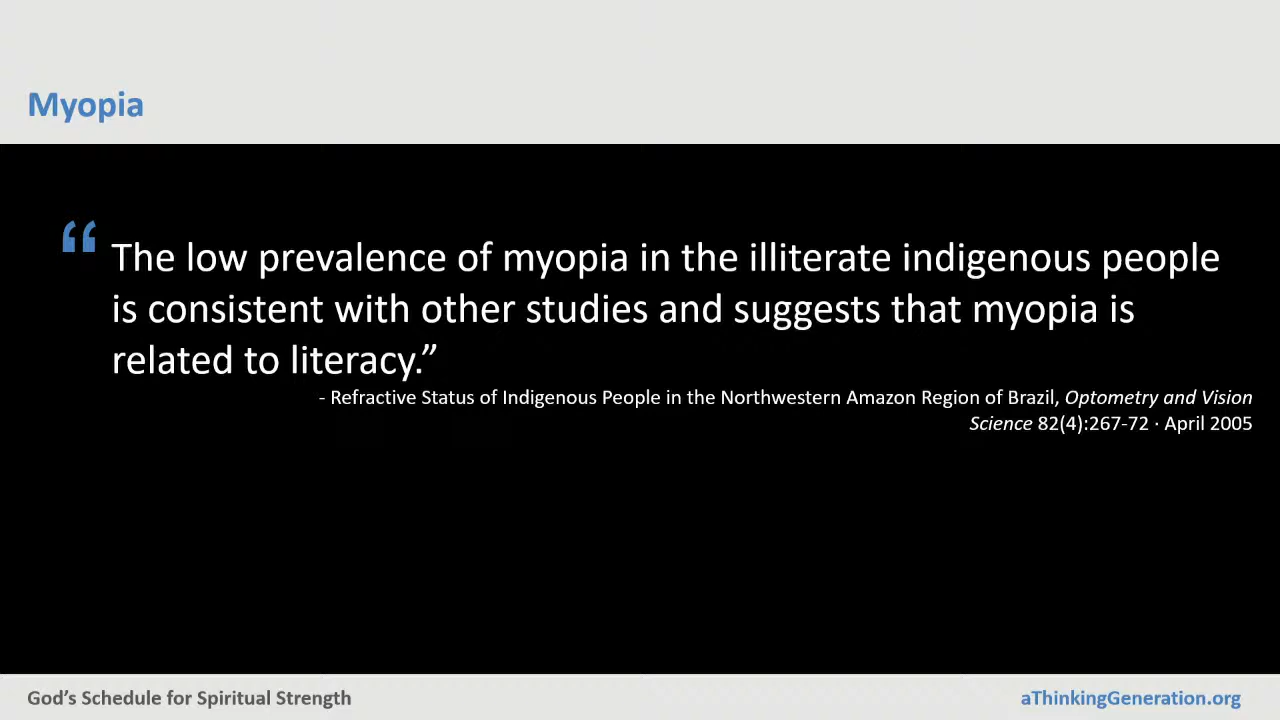 Myopia
“The low prevalence of myopia in the illiterate indigenous people
is consistent with other studies and suggests that myopia is
related to literacy.”
- Refractive Status of Indigenous People in the Northwestern Amazon Region of Brazil, Optometry and Vision
Science 82(4):267-72 · April 2005
God’s Schedule for Spiritual Strength
aThinkingGeneration.org